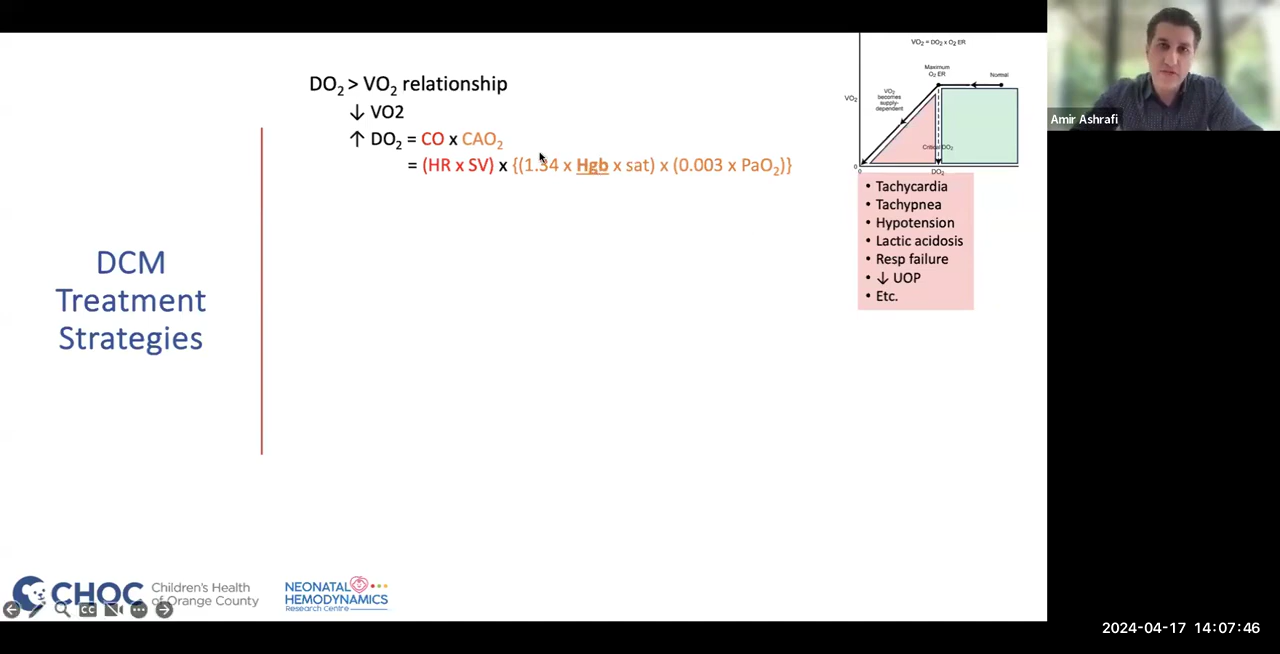 DO₂ > VO₂ relationship
↓ VO2
↑ DO₂ = CO x CAO₂
= (HR x SV) x {(1.34 x Hgb x sat) x (0.003 x PaO₂)}
DCM
Treatment
Strategies
VO₂ = DO₂ x O₂ ER
Maximum
O₂ ER
Normal
VO₂
becomes
supply-
dependent
VO₂
Critical DO₂
0
0
DO₂
• Tachycardia
• Tachypnea
• Hypotension
• Lactic acidosis
• Resp failure
• ↓ UOP
• Etc.
Amir Ashrafi
CHOC
Children's Health
of Orange County
NEONATAL
HEMODYNAMICS
Research Centre
CC
2024-04-17 14:07:46